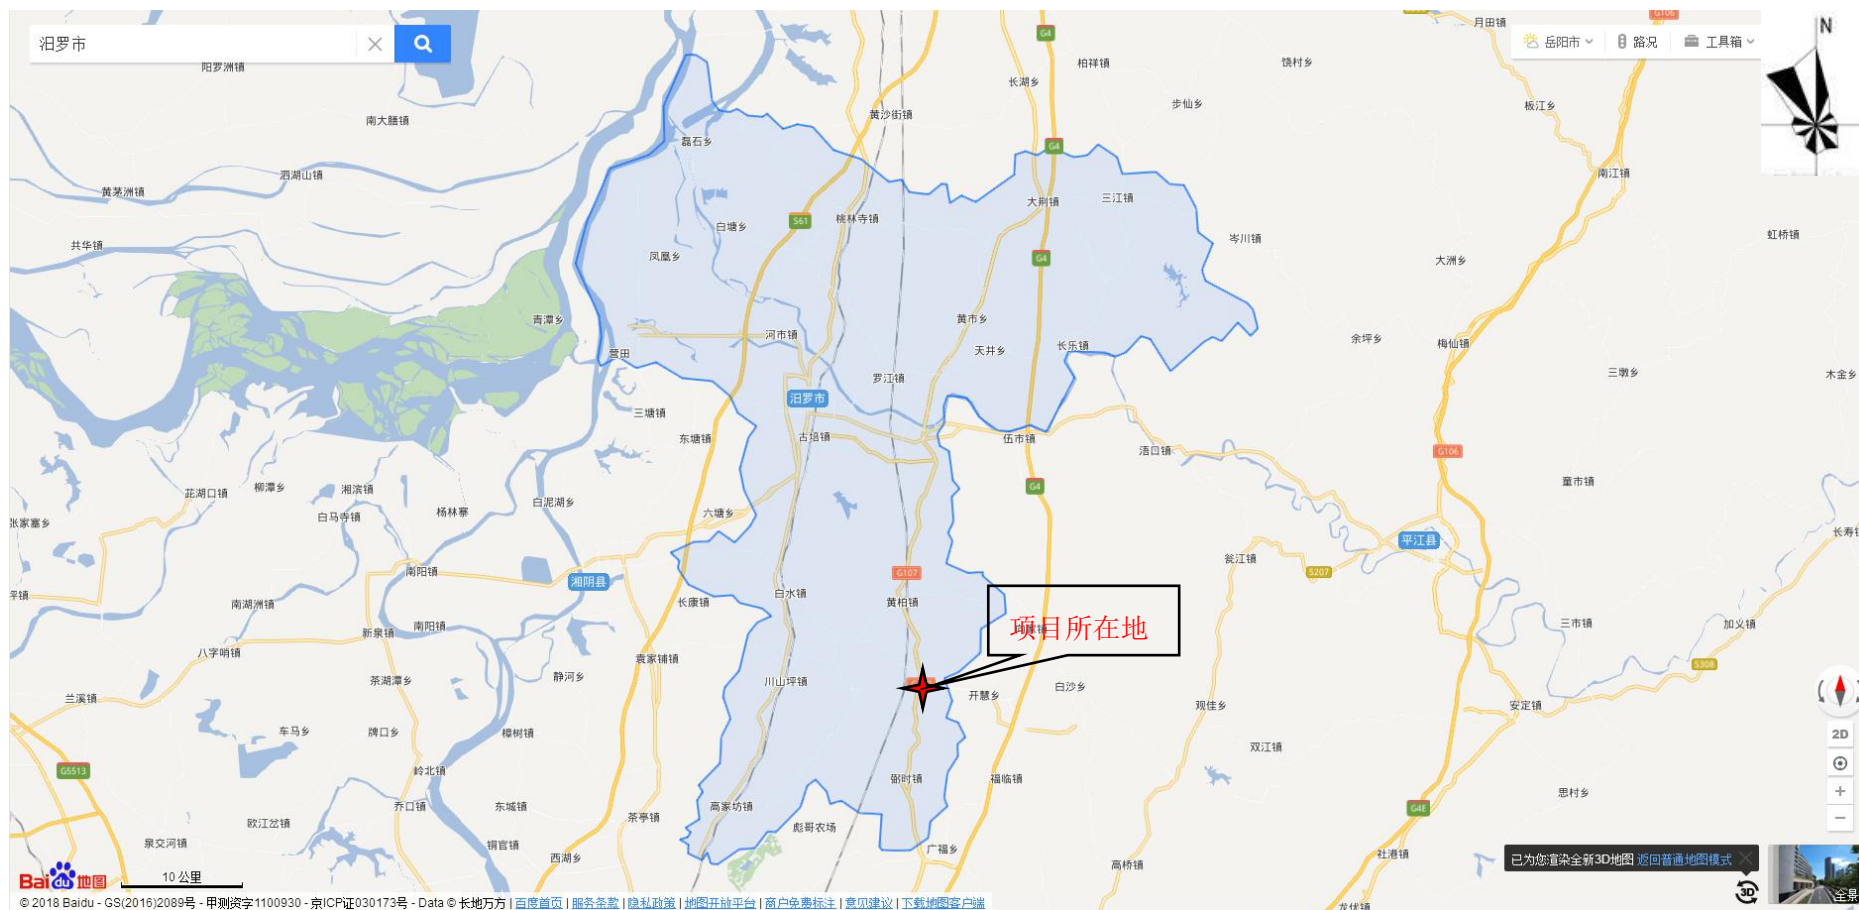 汨罗市
岳阳市
路况
工具箱
N
G4
G106
月田镇
阳罗洲镇
柏祥镇
饶村乡
长湖乡
步仙乡
板江乡
南大膳镇
黄沙街镇
磊石乡
G4
泗湖山镇
黄茅洲镇
南江镇
大荆镇
三江镇
S61
桃林寺镇
白塘乡
岑川镇
虹桥镇
共华镇
凤凰乡
G4
大洲乡
青潭乡
黄市乡
河市镇
余坪乡
梅仙镇
营田
天井乡
长乐镇
罗江镇
三墩乡
木金乡
汨罗市
三塘镇
东塘镇
古培镇
伍市镇
浯口镇
G106
G4
童市镇
芷湖口镇
柳潭乡
湘滨镇
白马寺镇
杨林寨
白泥湖乡
六塘乡
张家塞乡
长寿
平江县
南阳镇
湘阴县
G107
瓮江镇
S207
坪镇
南湖洲镇
白水镇
长康镇
黄柏镇
项目所在地
新泉镇
南阳镇
三市镇
加义镇
八字哨镇
袁家铺镇
S308
茶湖潭乡
静河乡
川山坪镇
开慧乡
白沙乡
兰溪镇
观佳乡
安定镇
车马乡
牌口乡
樟树镇
双江镇
2D
G5513
岭北镇
弼时镇
福临镇
思村乡
乔口镇
东城镇
高家坊镇
茶亭镇
G4E
欧江岔镇
彪哥农场
泉交河镇
铜官镇
西湖乡
广福乡
高桥镇
社港镇
已为您渲染全新3D地图 返回普通地图模式
Bai du 地图
10 公里
3D
全景
龙伏镇
© 2018 Baidu - GS(2016)2089号 - 甲测资字1100930 - 京ICP证030173号 - Data © 长地万方 | 百度首页 | 服务条款 | 隐私政策 | 地图开放平台 | 商户免费标注 | 意见建议 | 下载地图客户端